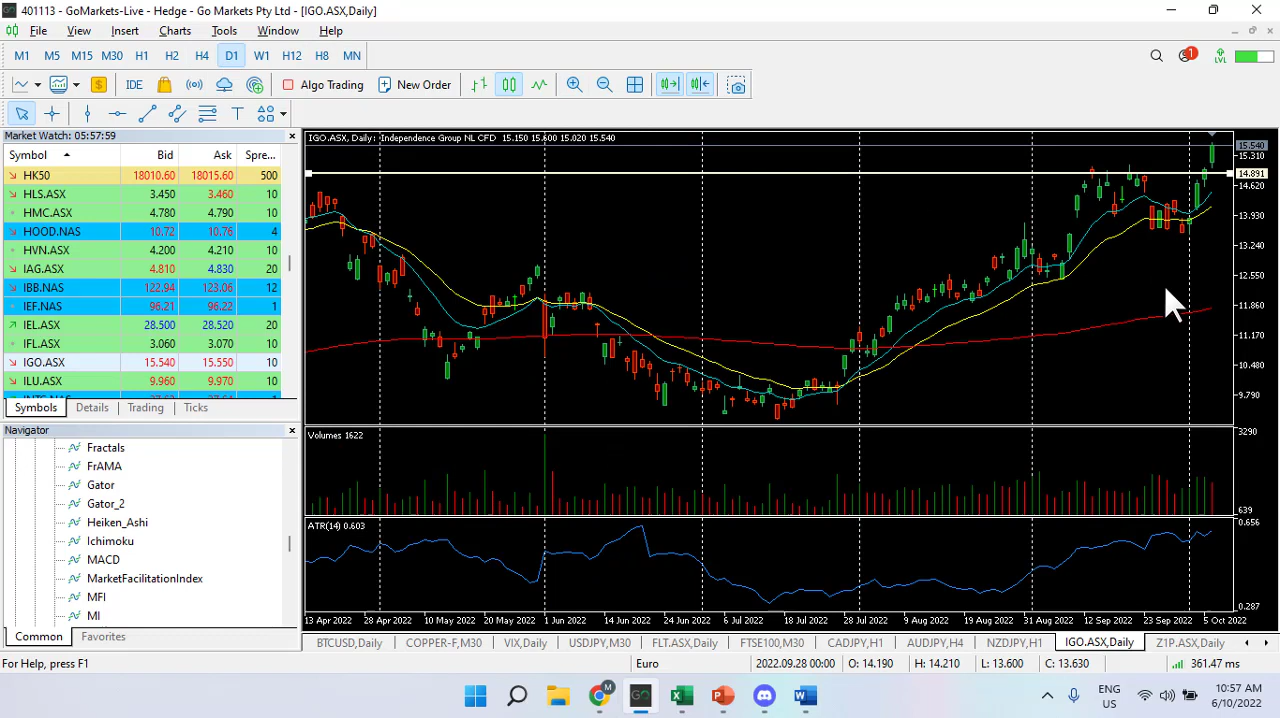 401113 - GoMarkets-Live - Hedge - Go Markets Pty Ltd - [IGO.ASX,Daily]
File View Insert Charts Tools Window Help
M1 M5 M15 M30 H1 H2 H4 D1 W1 H12 H8 MN
1 LVL
IDE Algo Trading New Order
Market Watch: 05:57:59
Symbol Bid Ask Spre...
HK50 18010.60 18015.60 500
HLS.ASX 3.450 3.460 10
HMC.ASX 4.780 4.790 10
HOOD.NAS 10.72 10.76 4
HVN.ASX 4.200 4.210 10
IAG.ASX 4.810 4.830 20
IBB.NAS 122.94 123.06 12
IEF.NAS 96.21 96.22 1
IEL.ASX 28.500 28.520 20
IFL.ASX 3.060 3.070 10
IGO.ASX 15.540 15.550 10
ILU.ASX 9.960 9.970 10
Symbols Details Trading Ticks
Navigator
Fractals
FrAMA
Gator
Gator_2
Heiken_Ashi
Ichimoku
MACD
MarketFacilitationIndex
MFI
MI
Common Favorites
IGO.ASX, Daily: Independence Group NL CFD 15.150 15.600 15.020 15.540
15.540
15.310
14.891
14.620
13.930
13.240
12.550
11.860
11.170
10.480
9.790
Volumes 1622
3290
639
ATR(14) 0.603
0.656
0.287
13 Apr 2022 28 Apr 2022 10 May 2022 20 May 2022 1 Jun 2022 14 Jun 2022 24 Jun 2022 6 Jul 2022 18 Jul 2022 28 Jul 2022 9 Aug 2022 19 Aug 2022 31 Aug 2022 12 Sep 2022 23 Sep 2022 5 Oct 2022
BTCUSD,Daily COPPER-F,M30 VIX,Daily USDJPY,M30 FLT.ASX,Daily FTSE100,M30 CADJPY,H1 AUDJPY,H4 NZDJPY,H1 IGO.ASX,Daily Z1P.ASX,Daily
For Help, press F1 Euro 2022.09.28 00:00 O: 14.190 H: 14.210 L: 13.600 C: 13.630 361.47 ms
ENG
US
10:57 AM
6/10/2022